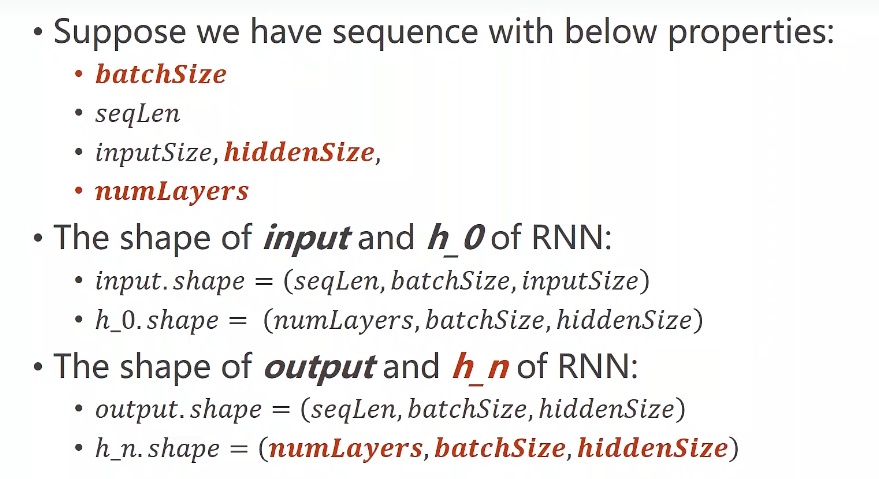 • Suppose we have sequence with below properties:
• batchSize
• seqLen
• inputSize, hiddenSize,
• numLayers
• The shape of input and h_0 of RNN:
• input.shape = (seqLen, batchSize, inputSize)
• h_0.shape = (numLayers, batchSize, hiddenSize)
• The shape of output and h_n of RNN:
• output.shape = (seqLen, batchSize, hiddenSize)
• h_n.shape = (numLayers, batchSize, hiddenSize)